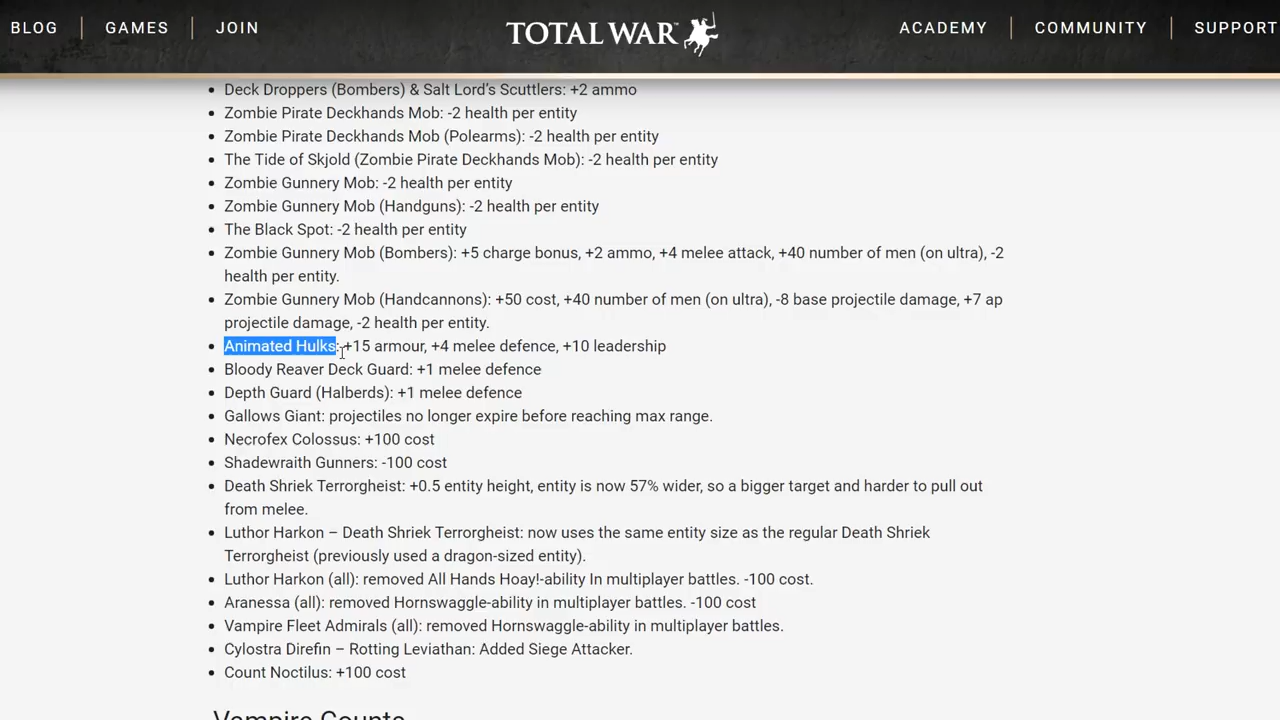 BLOG GAMES JOIN TOTAL WAR™ ACADEMY COMMUNITY SUPPORT
Deck Droppers (Bombers) & Salt Lord’s Scuttlers: +2 ammo
Zombie Pirate Deckhands Mob: -2 health per entity
Zombie Pirate Deckhands Mob (Polearms): -2 health per entity
The Tide of Skjold (Zombie Pirate Deckhands Mob): -2 health per entity
Zombie Gunnery Mob: -2 health per entity
Zombie Gunnery Mob (Handguns): -2 health per entity
The Black Spot: -2 health per entity
Zombie Gunnery Mob (Bombers): +5 charge bonus, +2 ammo, +4 melee attack, +40 number of men (on ultra), -2
health per entity.
Zombie Gunnery Mob (Handcannons): +50 cost, +40 number of men (on ultra), -8 base projectile damage, +7 ap
projectile damage, -2 health per entity.
Animated Hulks: +15 armour, +4 melee defence, +10 leadership
Bloody Reaver Deck Guard: +1 melee defence
Depth Guard (Halberds): +1 melee defence
Gallows Giant: projectiles no longer expire before reaching max range.
Necrofex Colossus: +100 cost
Shadewraith Gunners: -100 cost
Death Shriek Terrorgheist: +0.5 entity height, entity is now 57% wider, so a bigger target and harder to pull out
from melee.
Luthor Harkon – Death Shriek Terrorgheist: now uses the same entity size as the regular Death Shriek
Terrorgheist (previously used a dragon-sized entity).
Luthor Harkon (all): removed All Hands Hoay!-ability In multiplayer battles. -100 cost.
Aranessa (all): removed Hornswaggle-ability in multiplayer battles. -100 cost
Vampire Fleet Admirals (all): removed Hornswaggle-ability in multiplayer battles.
Cylostra Direfin – Rotting Leviathan: Added Siege Attacker.
Count Noctilus: +100 cost
Vampire Counts